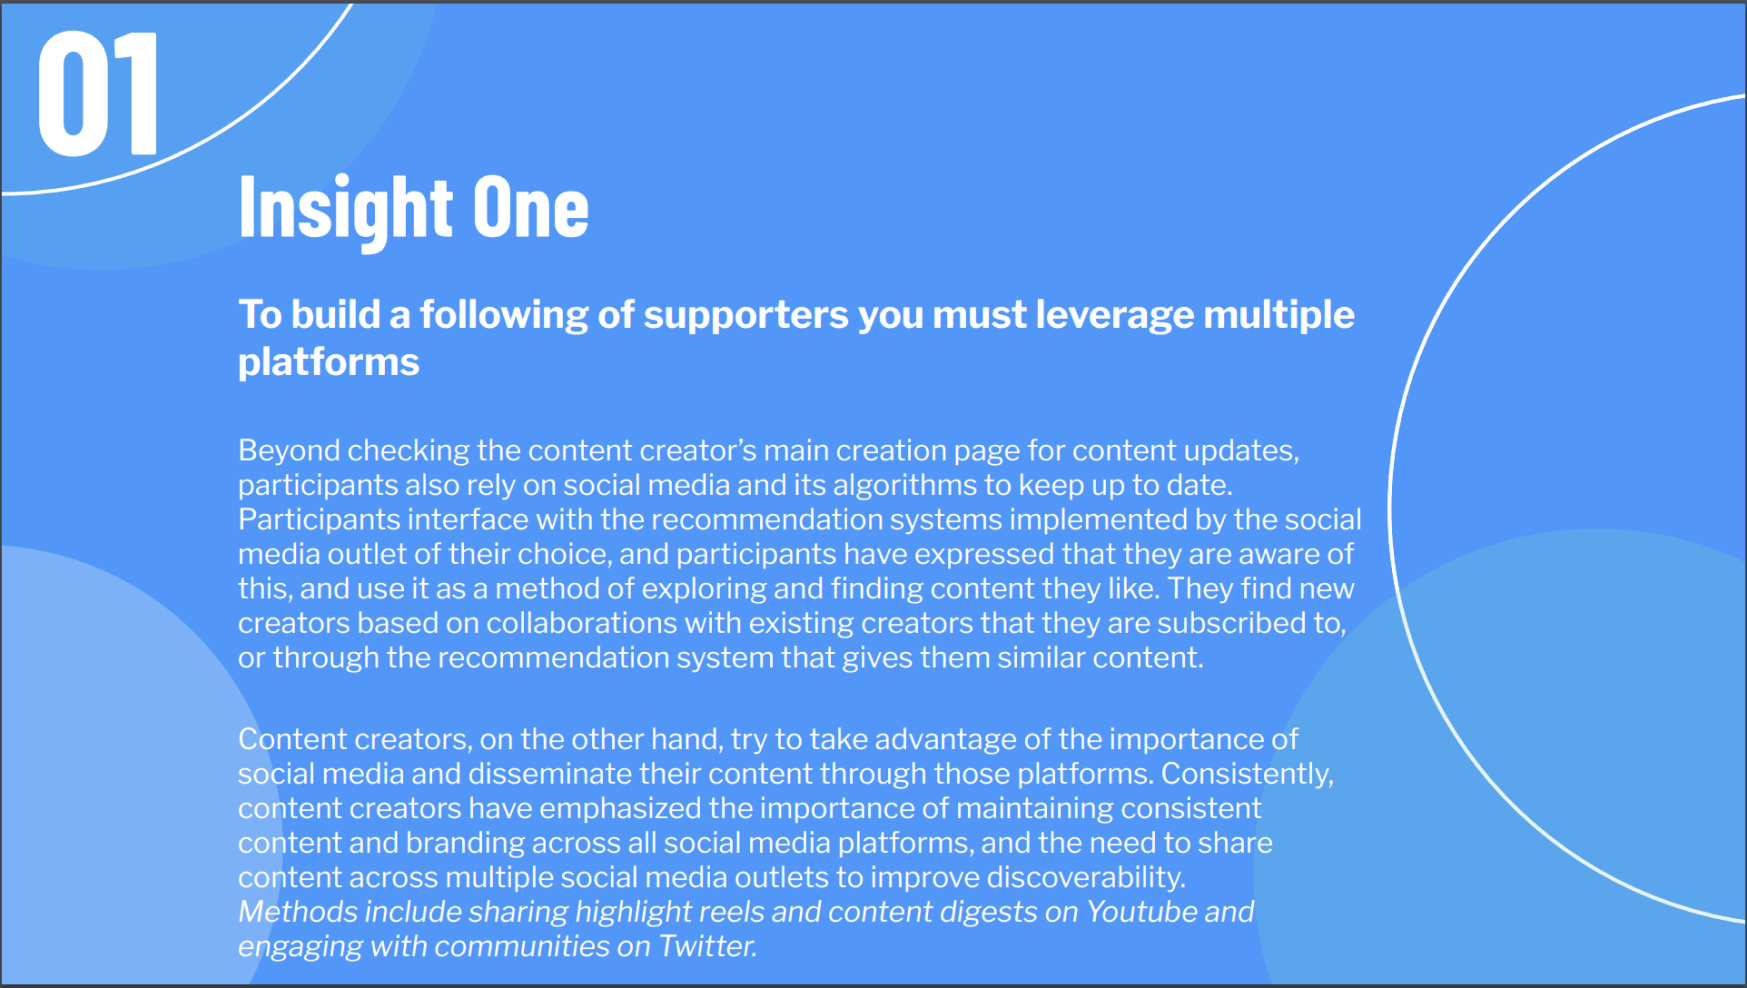 01
Insight One
To build a following of supporters you must leverage multiple
platforms
Beyond checking the content creator’s main creation page for content updates,
participants also rely on social media and its algorithms to keep up to date.
Participants interface with the recommendation systems implemented by the social
media outlet of their choice, and participants have expressed that they are aware of
this, and use it as a method of exploring and finding content they like. They find new
creators based on collaborations with existing creators that they are subscribed to,
or through the recommendation system that gives them similar content.
Content creators, on the other hand, try to take advantage of the importance of
social media and disseminate their content through those platforms. Consistently,
content creators have emphasized the importance of maintaining consistent
content and branding across all social media platforms, and the need to share
content across multiple social media outlets to improve discoverability.
Methods include sharing highlight reels and content digests on Youtube and
engaging with communities on Twitter.